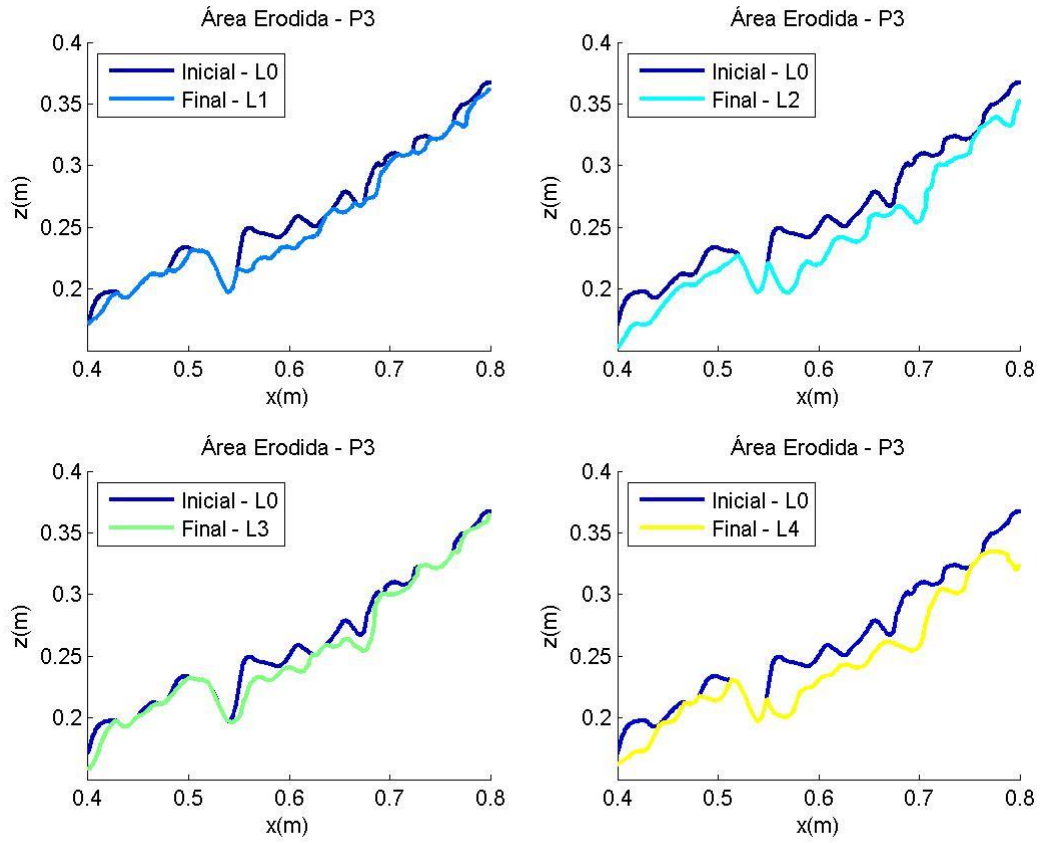 Área Erodida - P3
Inicial - L0
Final - L1
0.4
0.35
0.3
0.25
0.2
z(m)
0.4 0.5 0.6 0.7 0.8
x(m)
Área Erodida - P3
Inicial - L0
Final - L2
0.4
0.35
0.3
0.25
0.2
z(m)
0.4 0.5 0.6 0.7 0.8
x(m)
Área Erodida - P3
Inicial - L0
Final - L3
0.4
0.35
0.3
0.25
0.2
z(m)
0.4 0.5 0.6 0.7 0.8
x(m)
Área Erodida - P3
Inicial - L0
Final - L4
0.4
0.35
0.3
0.25
0.2
z(m)
0.4 0.5 0.6 0.7 0.8
x(m)